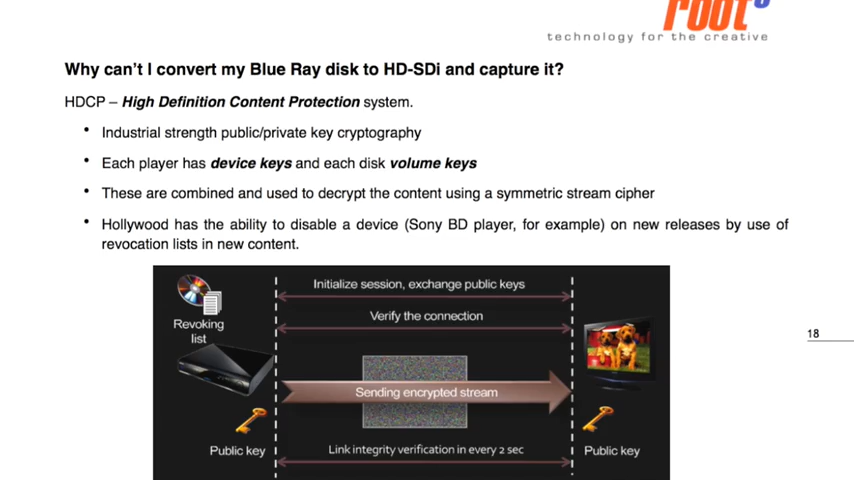 root6
technology for the creative
Why can't I convert my Blue Ray disk to HD-SDi and capture it?
HDCP – High Definition Content Protection system.
• Industrial strength public/private key cryptography
• Each player has device keys and each disk volume keys
• These are combined and used to decrypt the content using a symmetric stream cipher
• Hollywood has the ability to disable a device (Sony BD player, for example) on new releases by use of
revocation lists in new content.
Initialize session, exchange public keys
Revoking
list
Verify the connection
18
Sending encrypted stream
Public key
Link integrity verification in every 2 sec
Public key